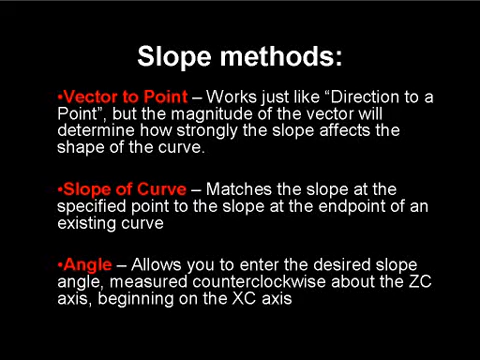 Slope methods:
•Vector to Point – Works just like “Direction to a
Point”, but the magnitude of the vector will
determine how strongly the slope affects the
shape of the curve.
•Slope of Curve – Matches the slope at the
specified point to the slope at the endpoint of an
existing curve
•Angle – Allows you to enter the desired slope
angle, measured counterclockwise about the ZC
axis, beginning on the XC axis